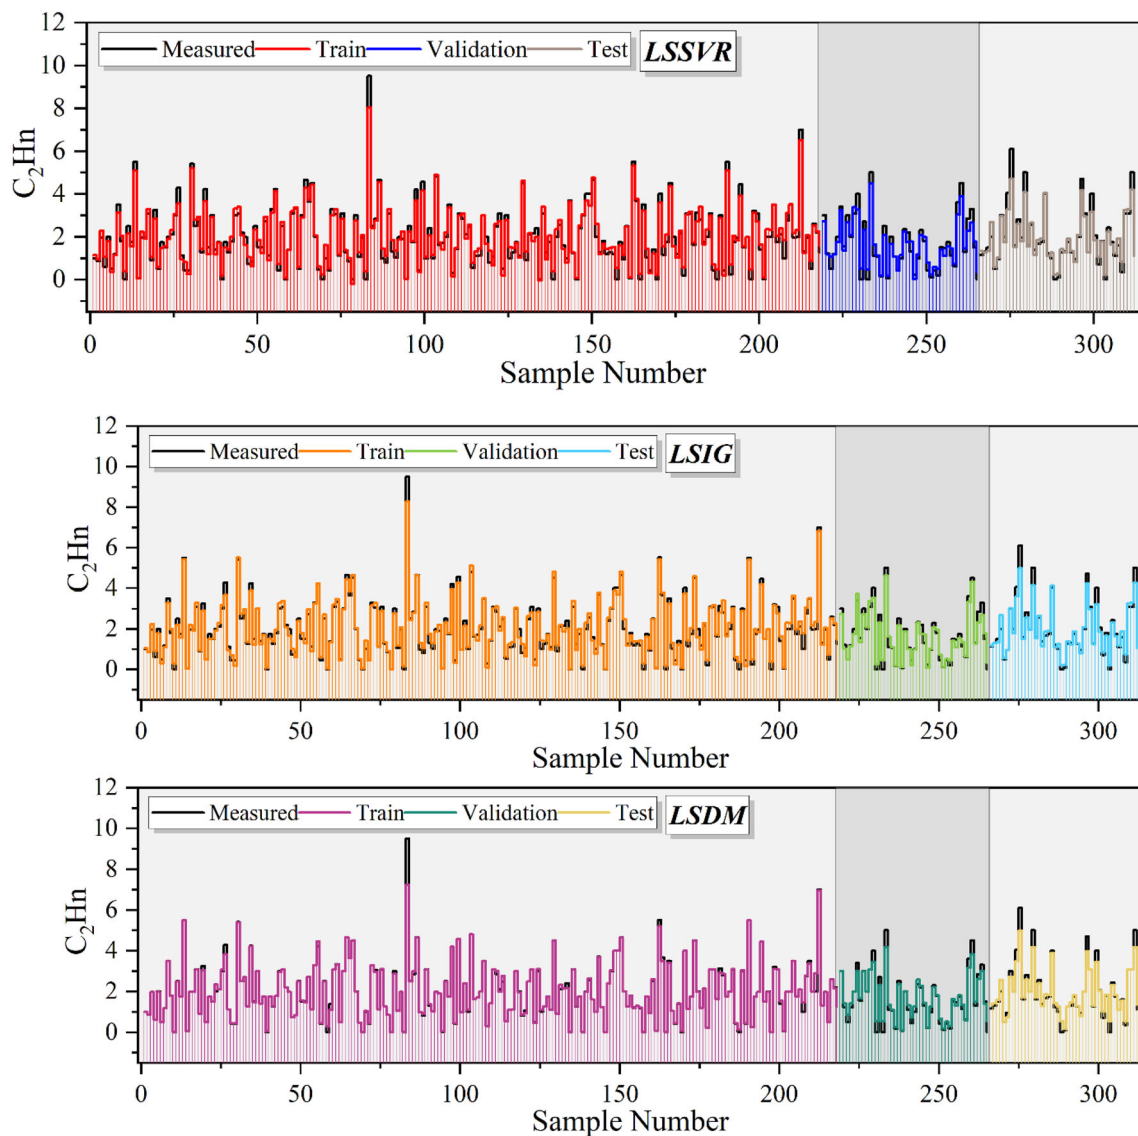 12
10
8
6
4
2
0
C₂Hn
Measured Train Validation Test LSSVR
0 50 100 150 200 250 300
Sample Number
12
10
8
6
4
2
0
C₂Hn
Measured Train Validation Test LSIG
0 50 100 150 200 250 300
Sample Number
12
10
8
6
4
2
0
C₂Hn
Measured Train Validation Test LSDM
0 50 100 150 200 250 300
Sample Number